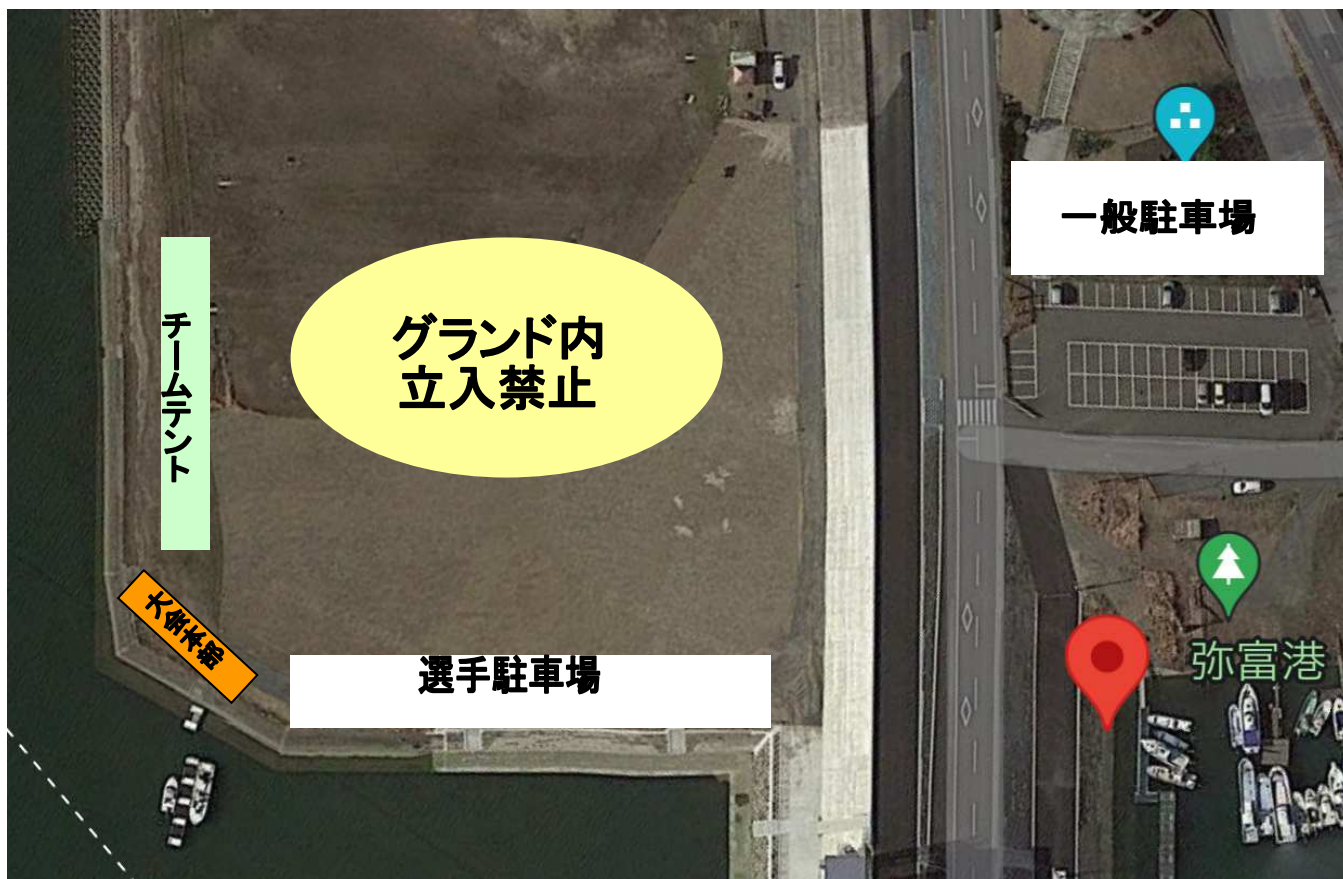 一般駐車場
チームテント
グランド内
立入禁止
大会本部
選手駐車場
弥富港